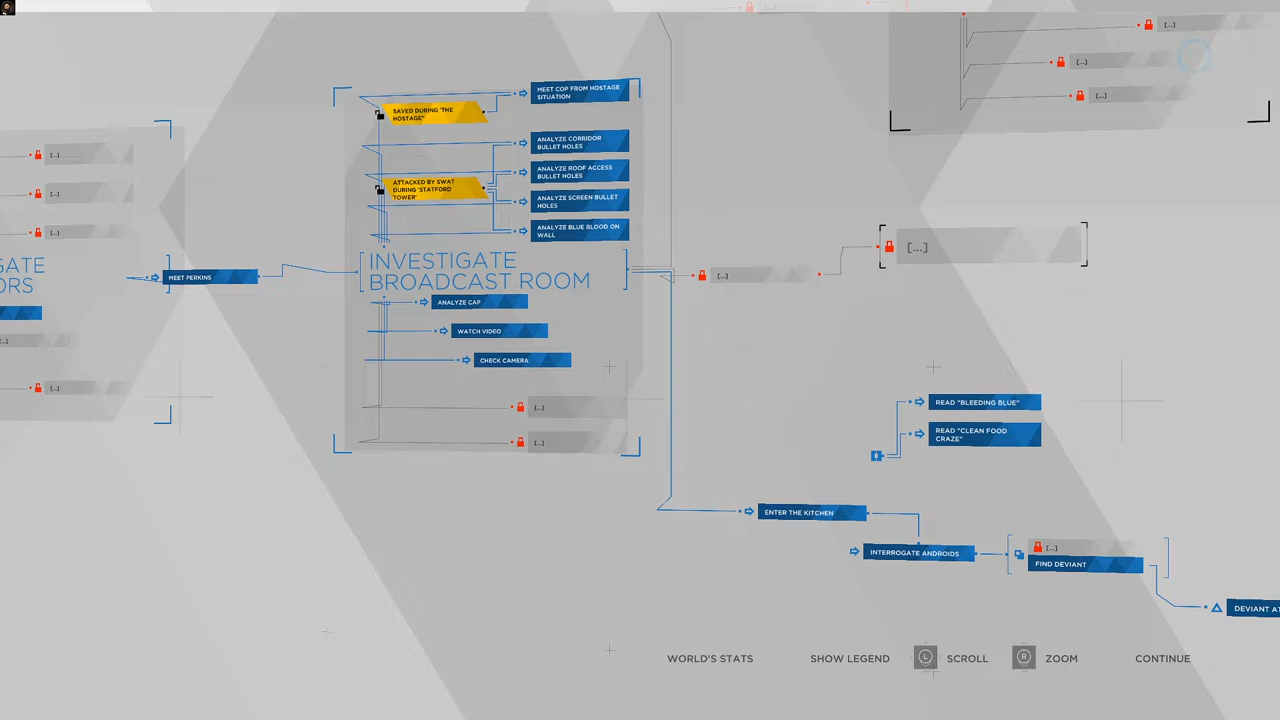 [...]
[...]
[...]
MEET COP FROM HOSTAGE
SITUATION
SAVED DURING 'THE
HOSTAGE"
ANALYZE CORRIDOR
BULLET HOLES
[...]
ANALYZE ROOF ACCESS
BULLET HOLES
ATTACKED BY SWAT
DURING 'STATFORD
TOWER'
[...]
ANALYZE SCREEN BULLET
HOLES
ANALYZE BLUE BLOOD ON
WALL
[...]
GATE
ORS
MEET PERKINS
INVESTIGATE
BROADCAST ROOM
[...]
[...]
ANALYZE CAP
WATCH VIDEO
[...]
CHECK CAMERA
[...]
[...]
[...]
READ "BLEEDING BLUE"
READ "CLEAN FOOD
CRAZE"
ENTER THE KITCHEN
INTERROGATE ANDROIDS
[...]
FIND DEVIANT
DEVIANT AT
WORLD'S STATS
SHOW LEGEND
L
SCROLL
R
ZOOM
CONTINUE